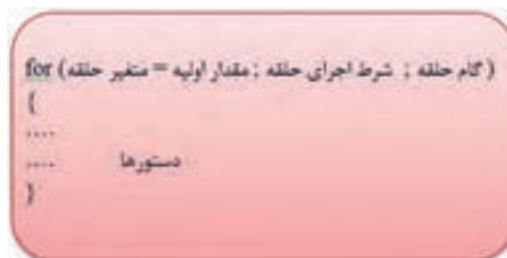 for (متغیر حلقه = مقدار اولیه ; شرط اجرای حلقه ; گام حلقه)
{
....
.... دستورها
}